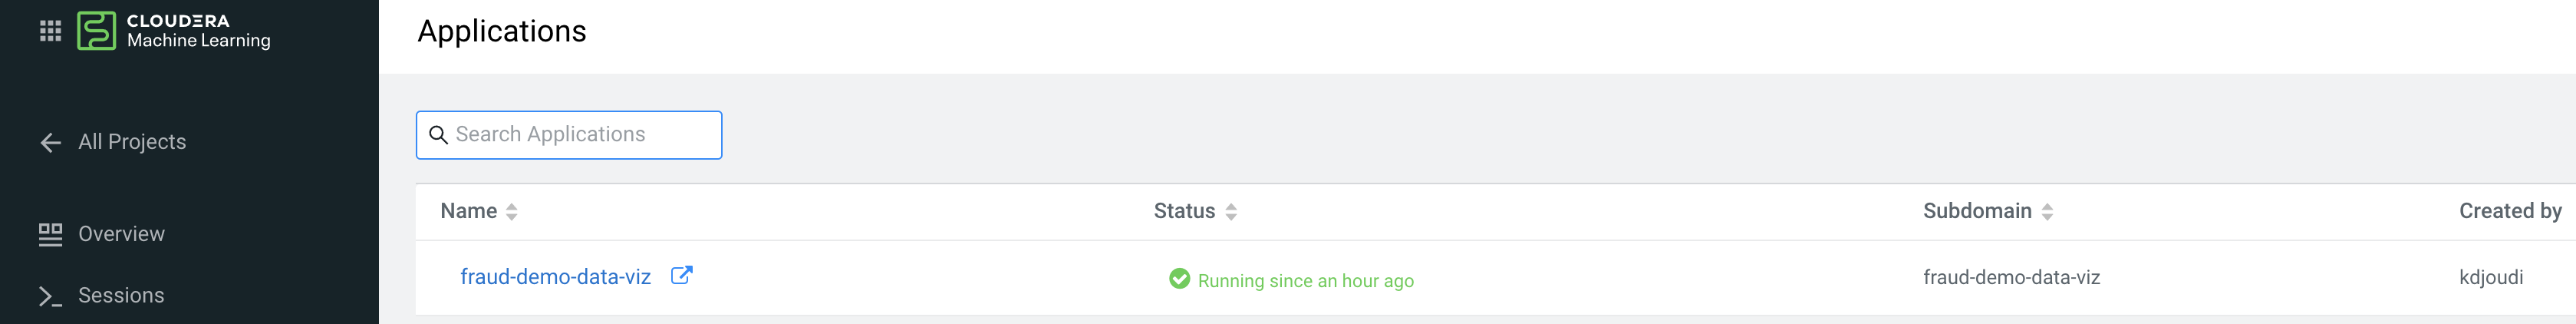 CLOUDERA
Machine Learning
Applications
All Projects
Search Applications
Name Status Subdomain Created by
Overview
fraud-demo-data-viz Running since an hour ago fraud-demo-data-viz kdjoudi
Sessions